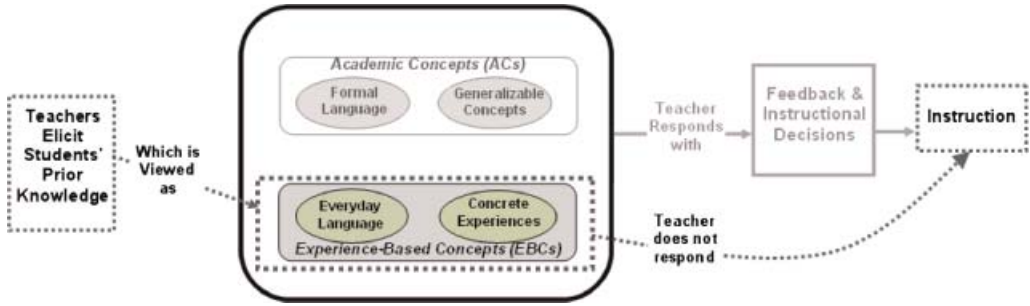 Teachers
Elicit
Students'
Prior
Knowledge
Which is
Viewed
as
Academic Concepts (ACs)
Formal
Language
Generalizable
Concepts
Everyday
Language
Concrete
Experiences
Experience-Based Concepts (EBCs)
Teacher
Responds
with
Feedback &
Instructional
Decisions
Teacher
does not
respond
Instruction